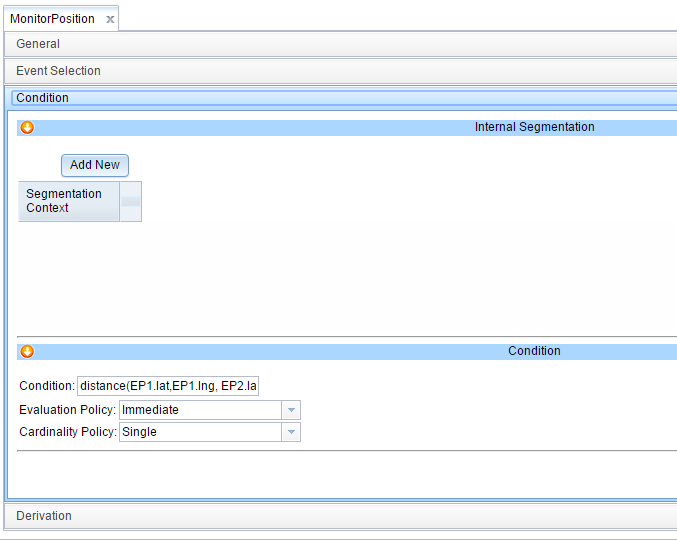 MonitorPosition x
General
Event Selection
Condition
Internal Segmentation
Add New
Segmentation
Context
Condition
Condition: distance(EP1.lat,EP1.lng, EP2.la
Evaluation Policy: Immediate
Cardinality Policy: Single
Derivation